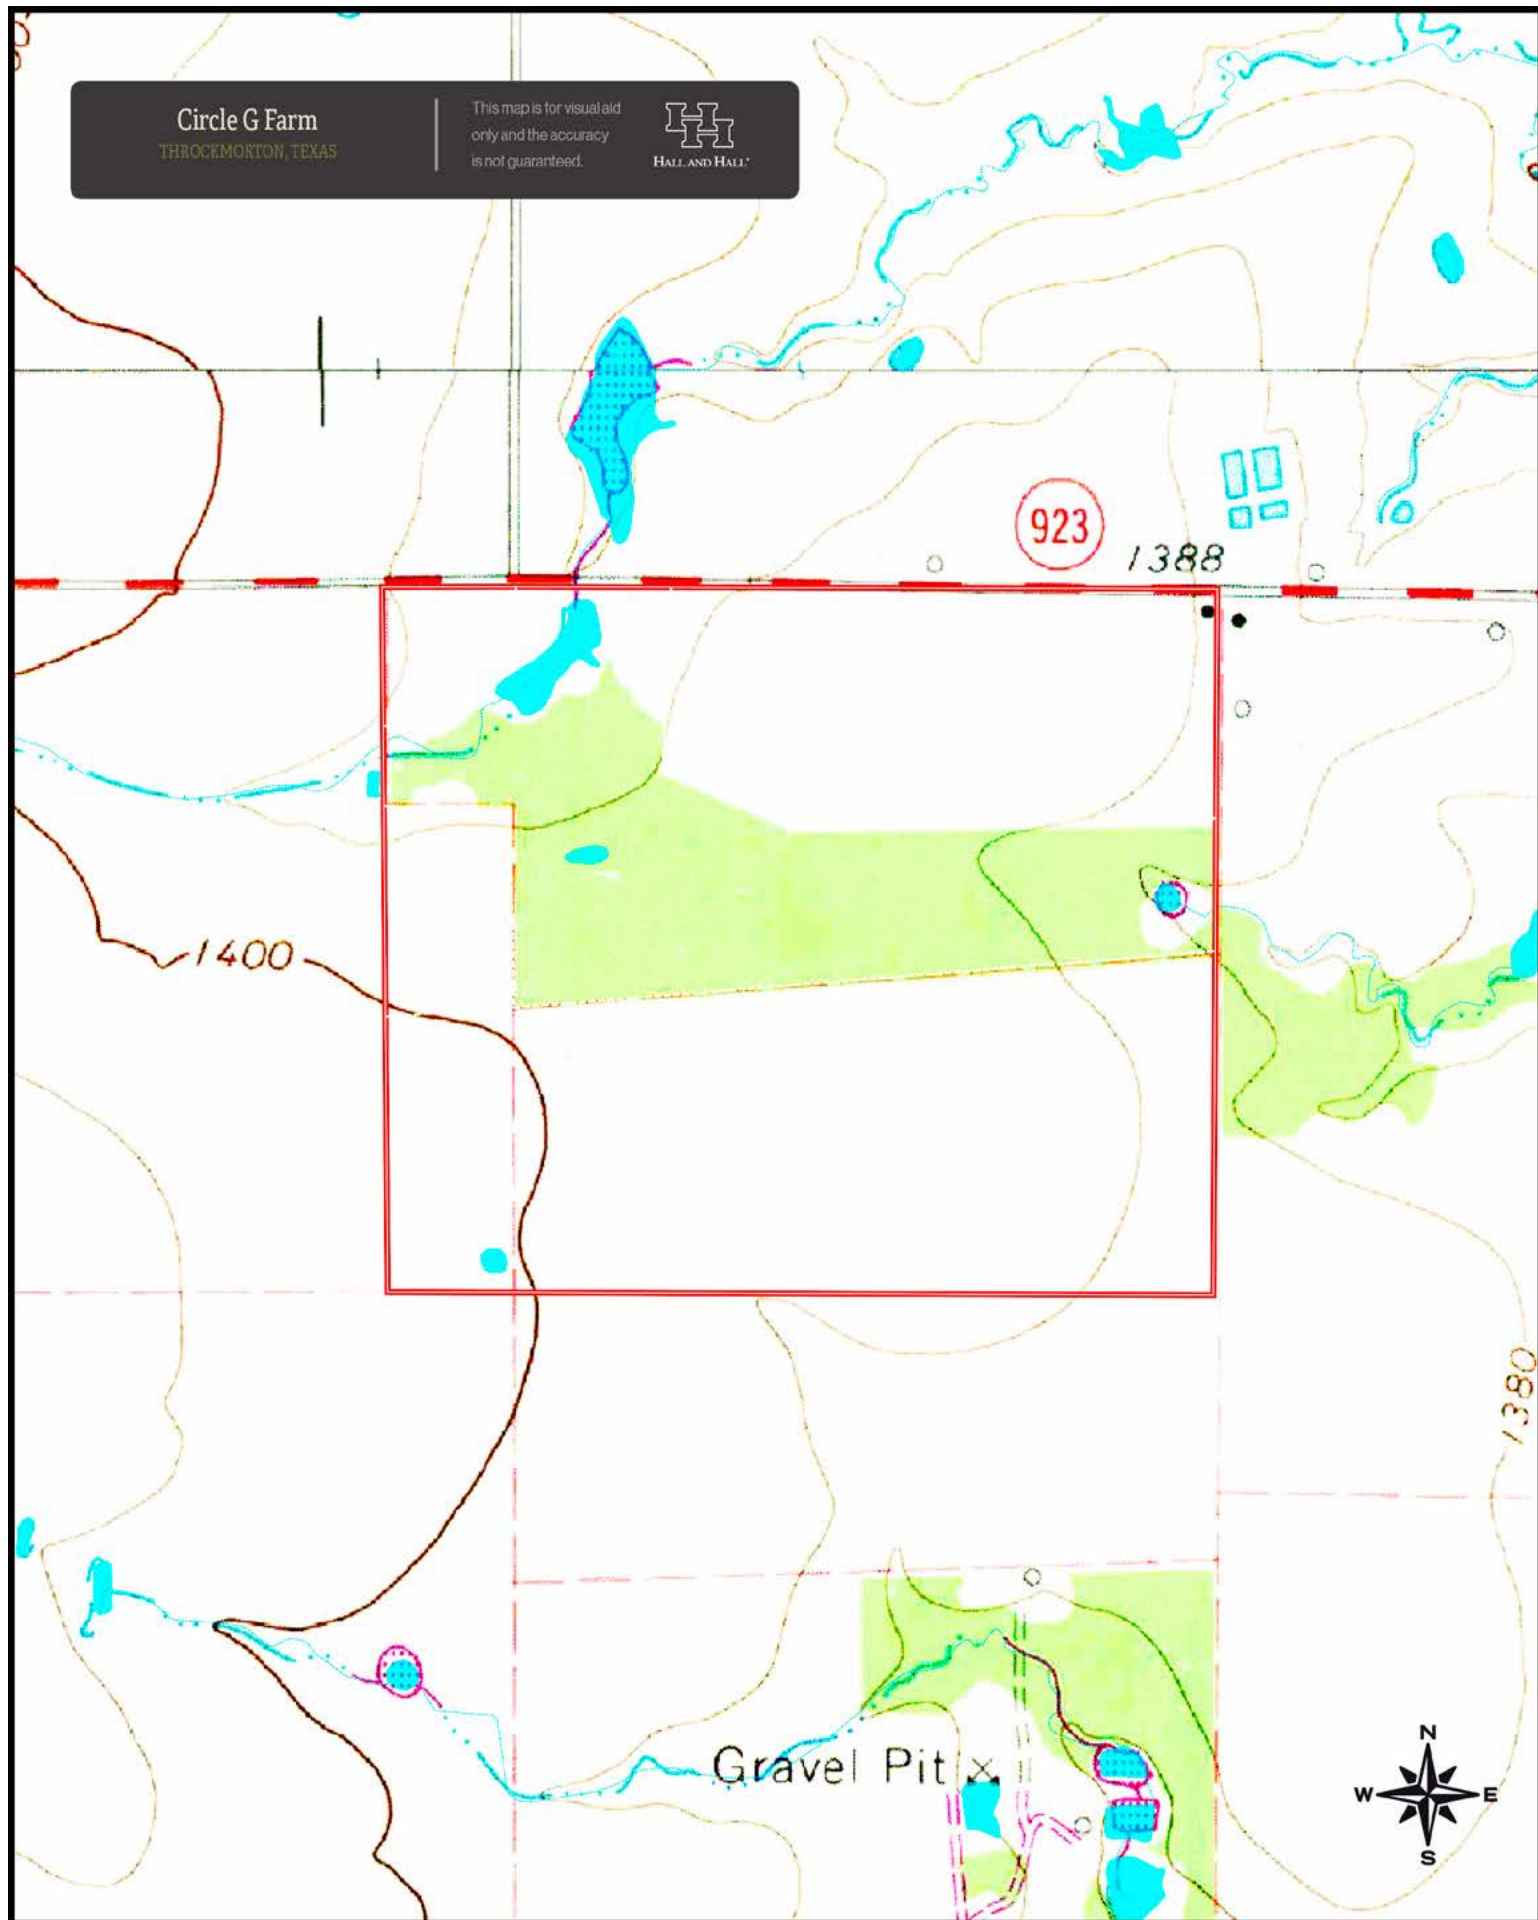 Circle G Farm
THROCKMORTON, TEXAS
This map is for visual aid
only and the accuracy
is not guaranteed.
HALL AND HALL
923
1388
1400
1380
Gravel Pit
N
W E
S